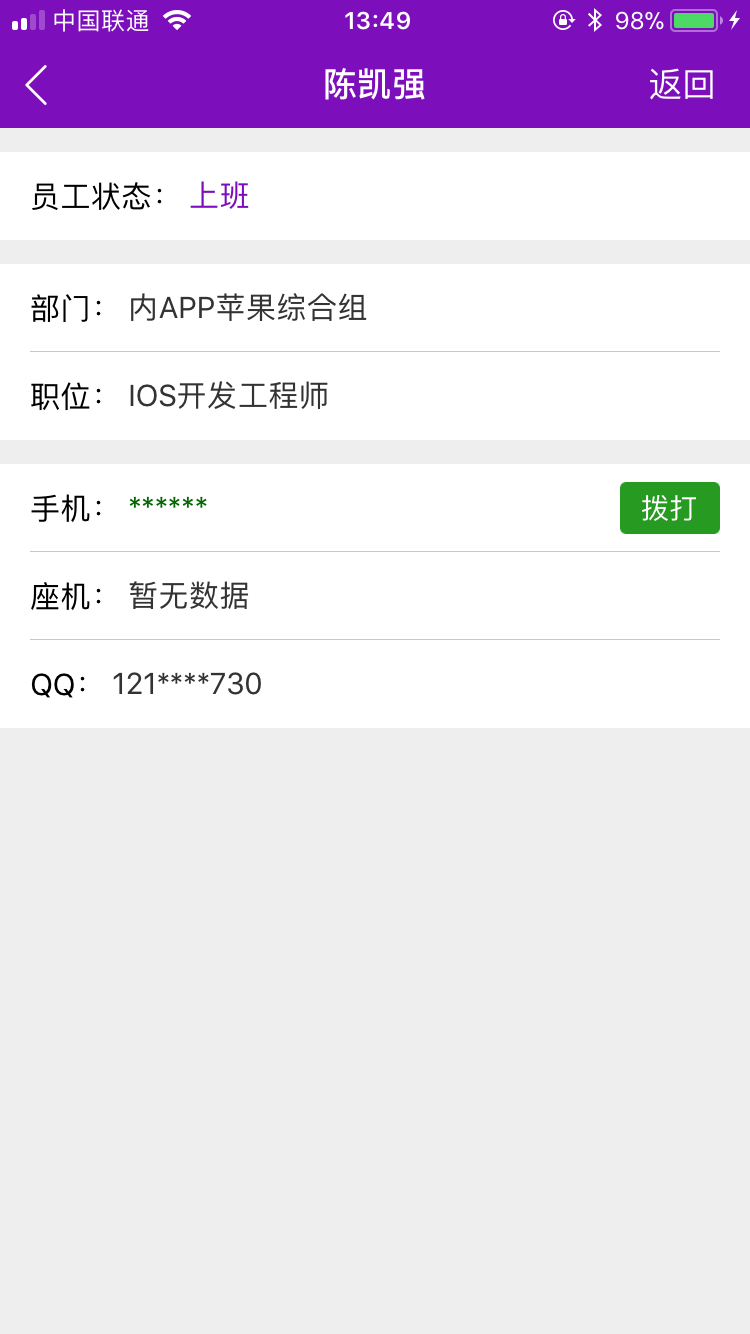 中国联通 13:49 98%
陈凯强 返回
员工状态： 上班
部门： 内APP苹果综合组
职位： IOS开发工程师
手机： ****** 拨打
座机： 暂无数据
QQ： 121****730